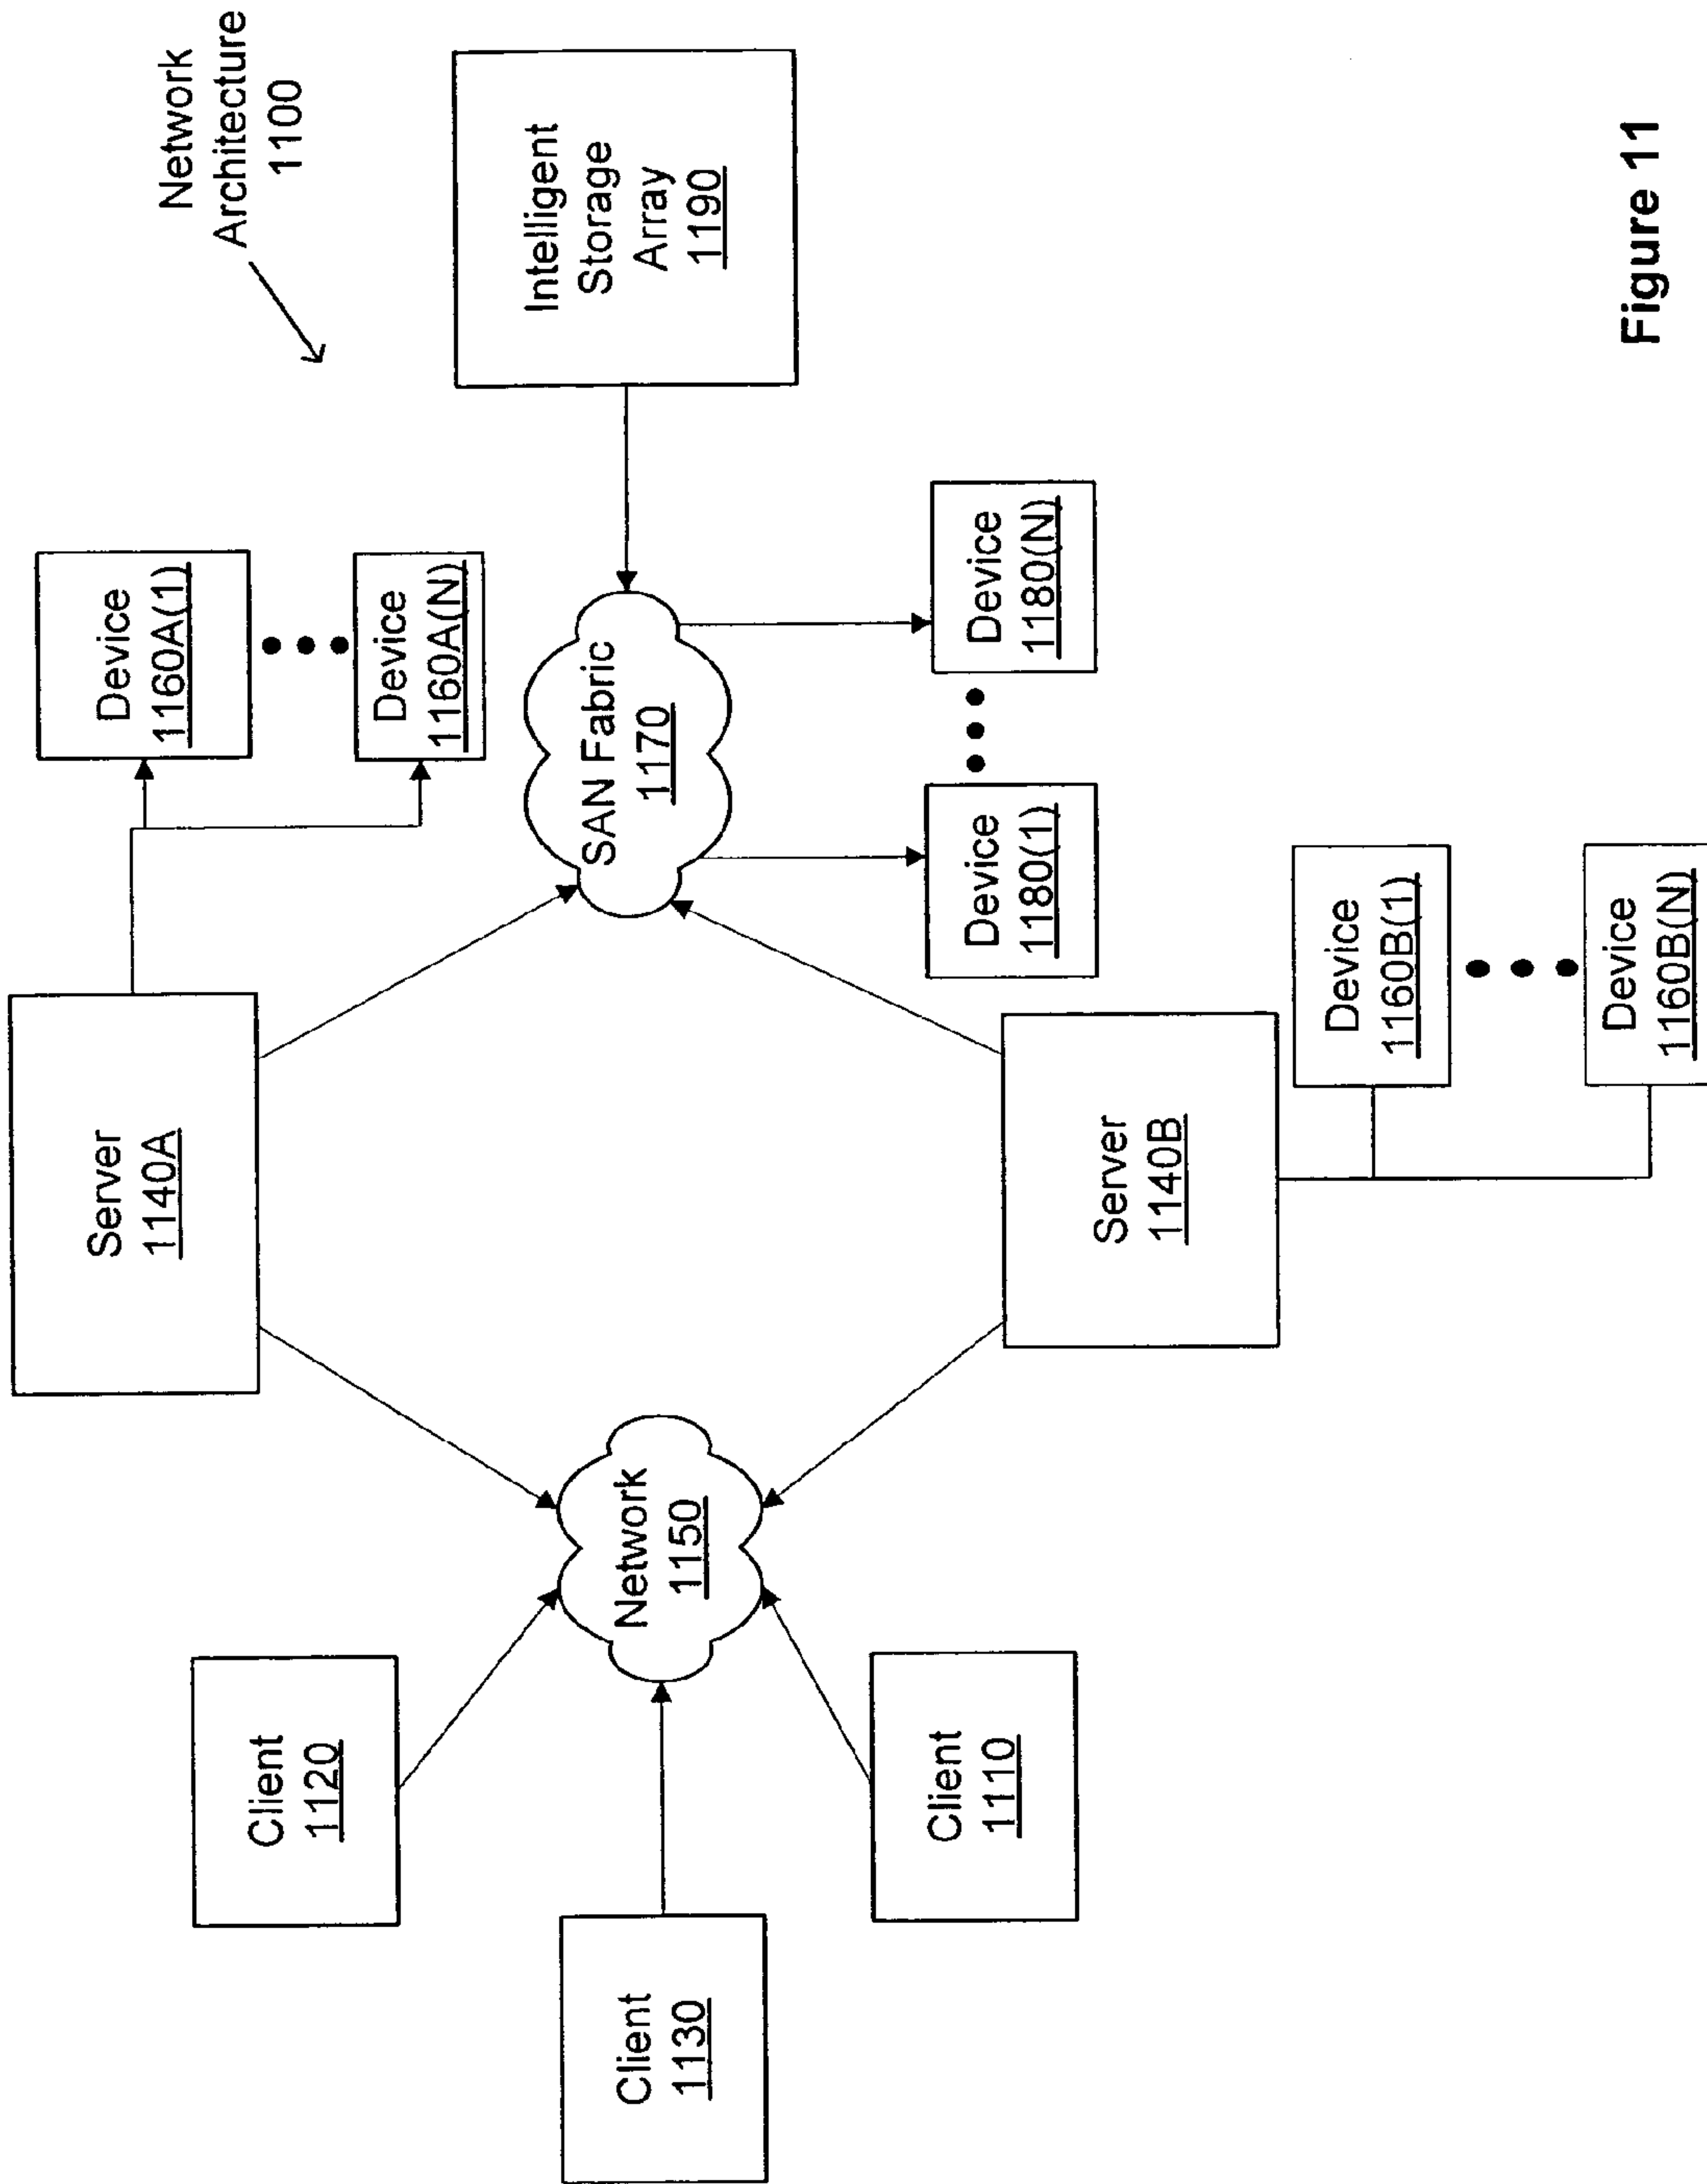 Network
Architecture
1100
Server
1140A
Device
1160A(1)
Device
1160A(N)
Client
1120
Client
1130
Client
1110
Network
1150
SAN Fabric
1170
Intelligent
Storage
Array
1190
Device
1180(1)
Device
1180(N)
Server
1140B
Device
1160B(1)
Device
1160B(N)
Figure 11